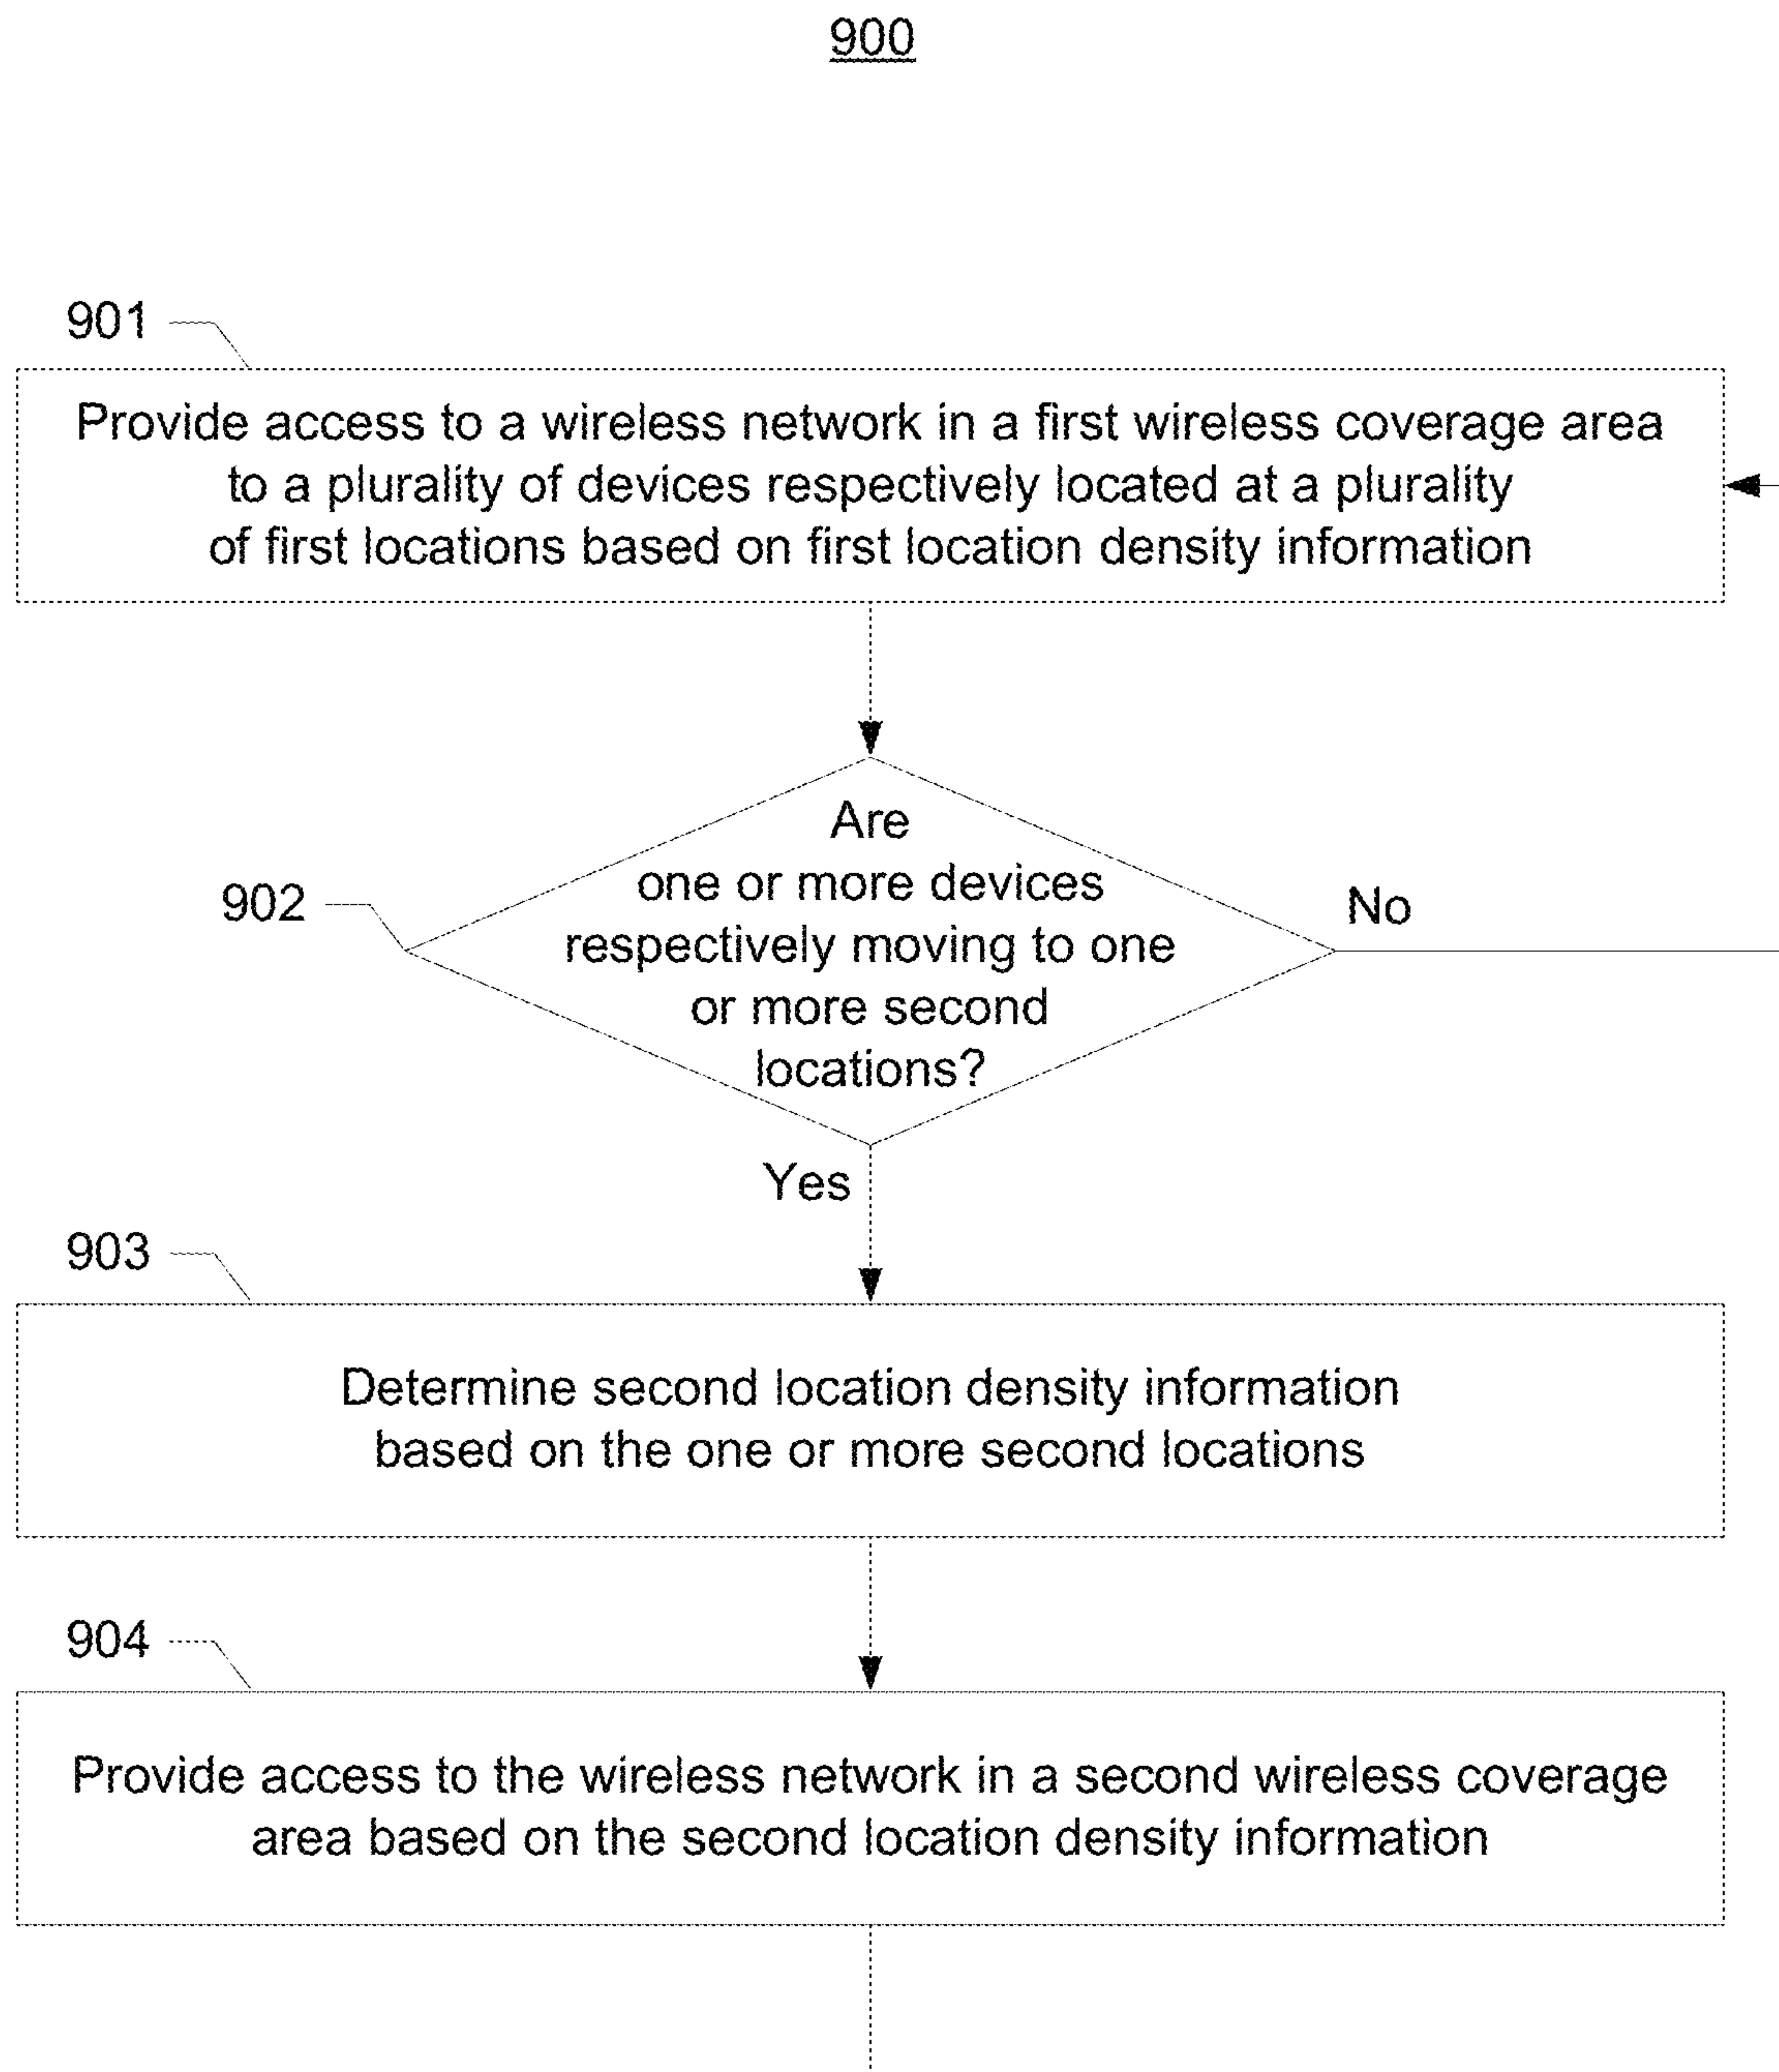 900
901
Provide access to a wireless network in a first wireless coverage area
to a plurality of devices respectively located at a plurality
of first locations based on first location density information
902
Are
one or more devices
respectively moving to one
or more second
locations?
No
Yes
903
Determine second location density information
based on the one or more second locations
904
Provide access to the wireless network in a second wireless coverage
area based on the second location density information